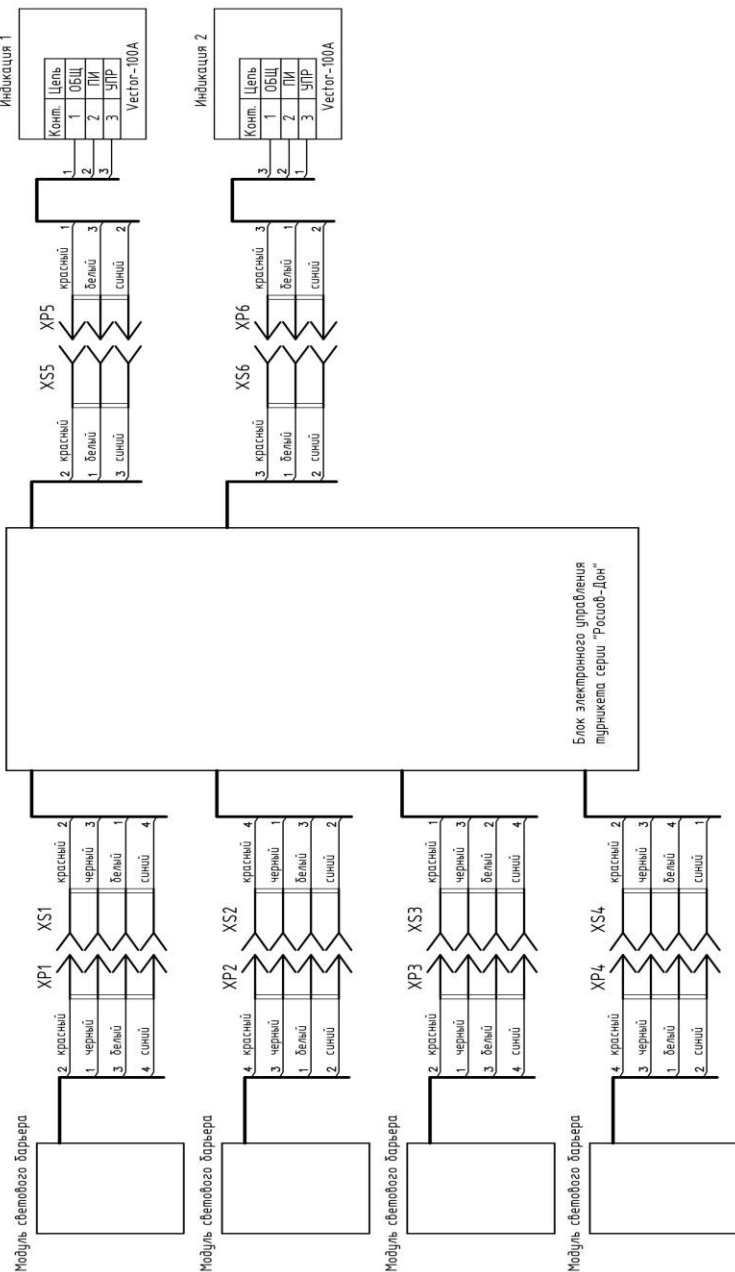 Модуль светового барьера
XP1 XS1
2 красный красный 2
1 черный черный 3
3 белый белый 1
4 синий синий 4
Модуль светового барьера
XP2 XS2
4 красный красный 4
3 черный черный 1
1 белый белый 3
2 синий синий 2
Модуль светового барьера
XP3 XS3
2 красный красный 1
1 черный черный 3
3 белый белый 2
4 синий синий 4
Модуль светового барьера
XP4 XS4
4 красный красный 2
3 черный черный 3
1 белый белый 4
2 синий синий 1
Блок электронного управления
турникета серии "Росиов-Дон"
XS5 XP5
2 красный красный 1
1 белый белый 3
3 синий синий 2
1
2
3
Индикация 1
Конт. Цепь
1 ОБЩ
2 ПИ
3 УПР
Vector-100А
XS6 XP6
3 красный красный 3
1 белый белый 1
2 синий синий 2
3
2
1
Индикация 2
Конт. Цепь
1 ОБЩ
2 ПИ
3 УПР
Vector-100А